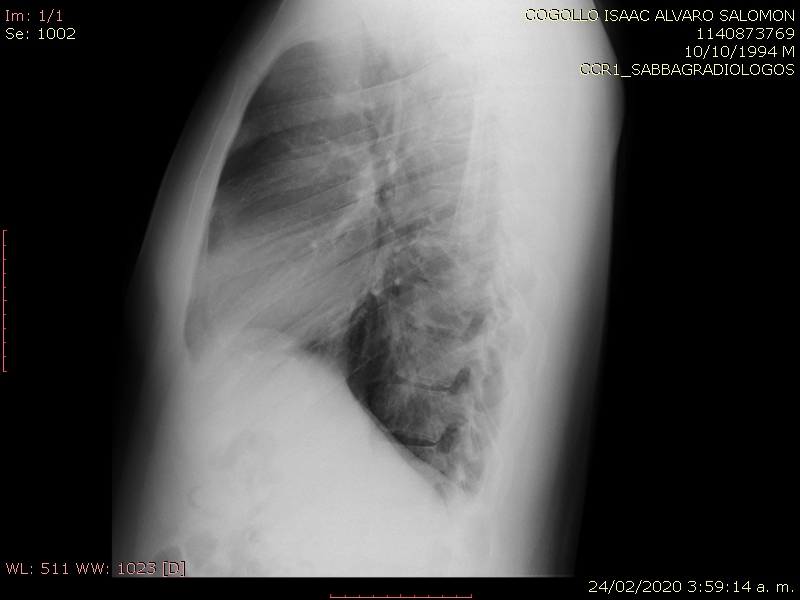 Im: 1/1
Se: 1002
COGOLLO ISAAC ALVARO SALOMON
1140873769
10/10/1994 M
CCR1_SABBAGRADIOLOGOS
WL: 511 WW: 1023 [D]
24/02/2020 3:59:14 a. m.